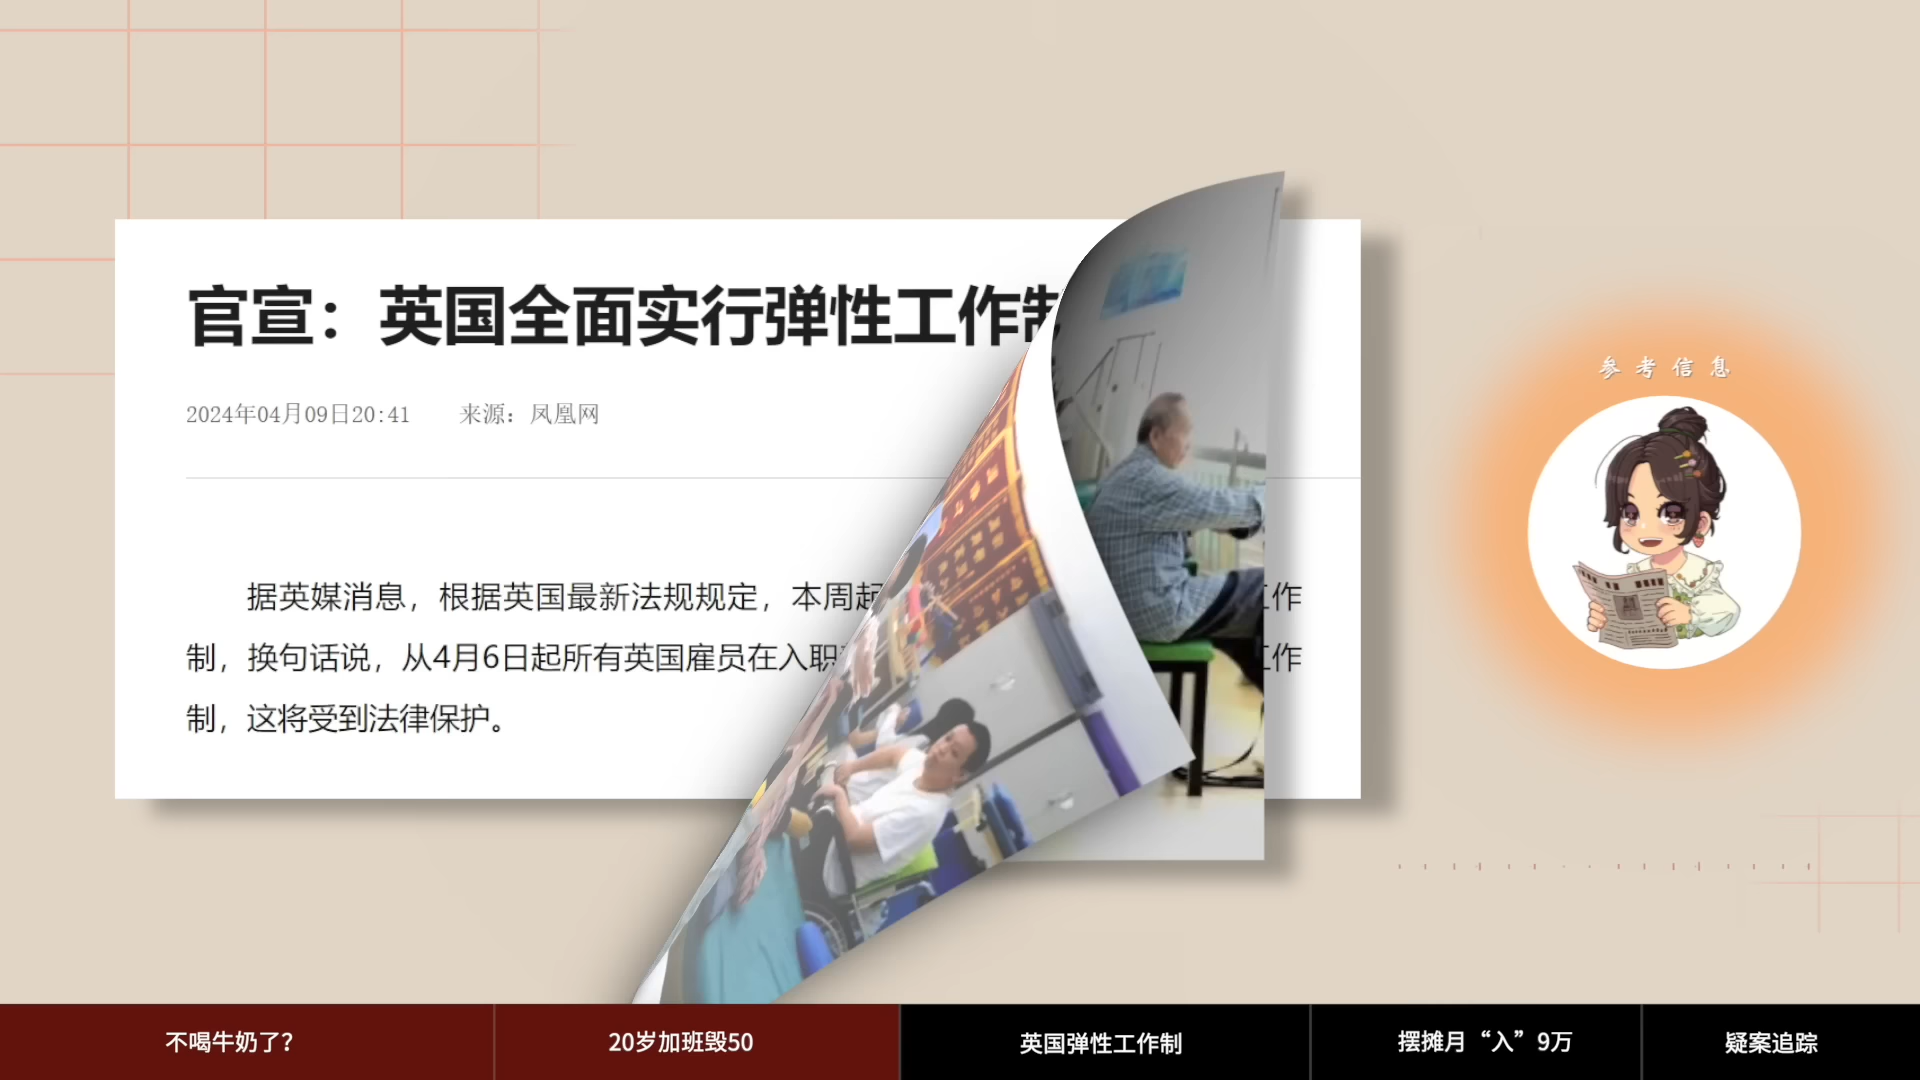 官宣：英国全面实行弹性工作制
2024年04月09日20:41 来源：凤凰网
据英媒消息，根据英国最新法规规定，本周起
工作
制，换句话说，从4月6日起所有英国雇员在入职
工作
制，这将受到法律保护。
参考信息
不喝牛奶了？
20岁加班毁50
英国弹性工作制
摆摊月“入”9万
疑案追踪